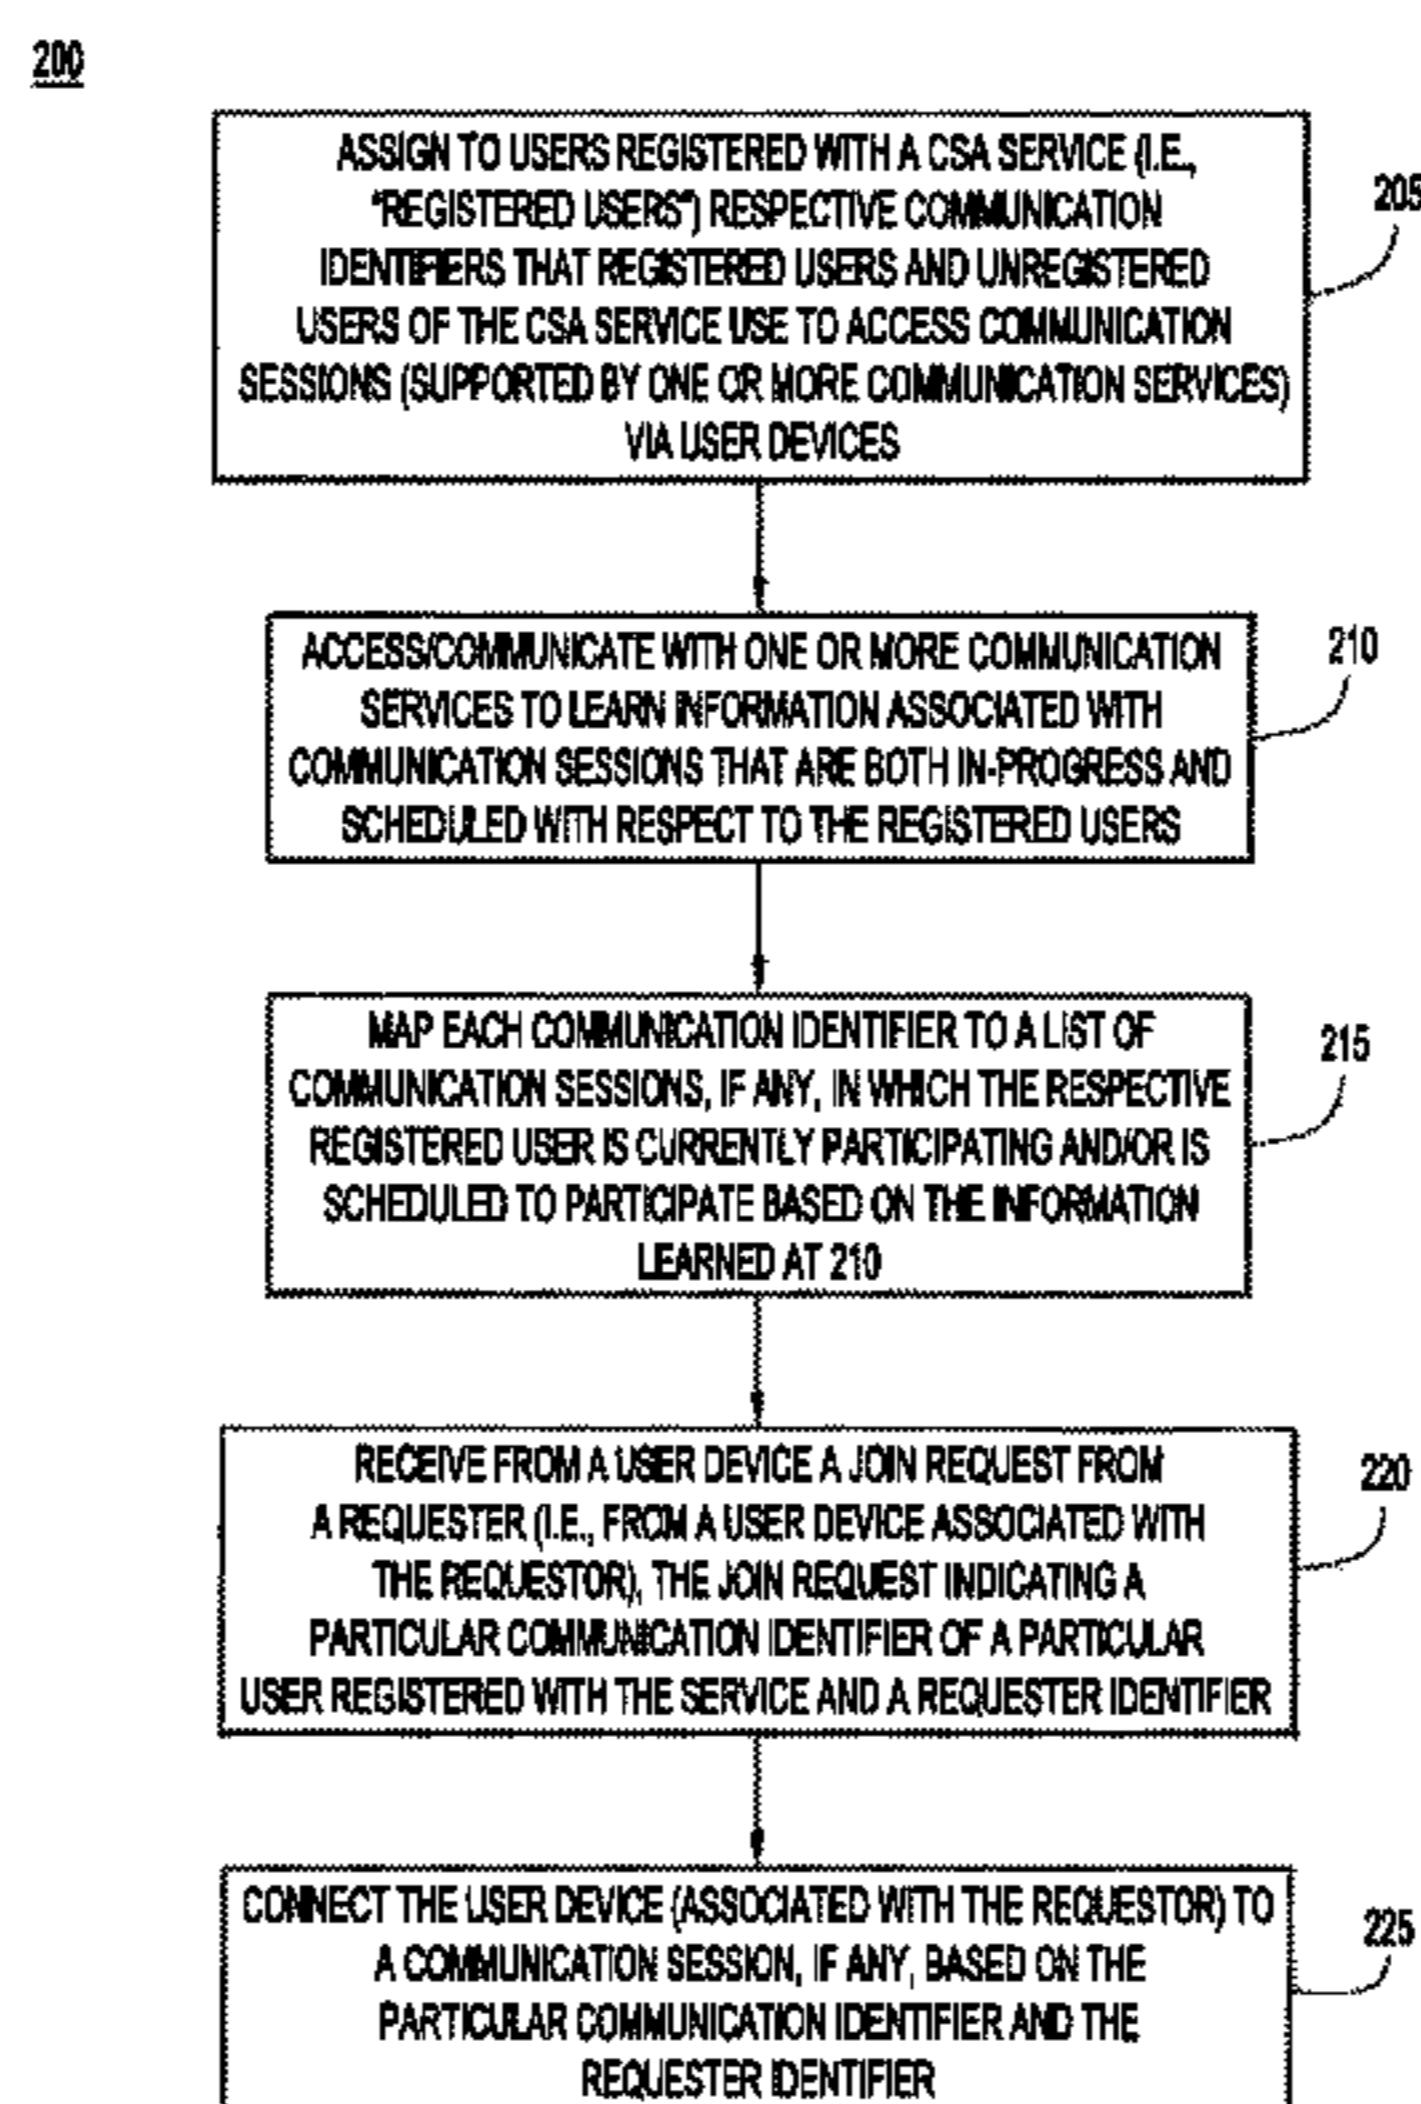 200
ASSIGN TO USERS REGISTERED WITH A CSA SERVICE (I.E.,
"REGISTERED USERS") RESPECTIVE COMMUNICATION
IDENTIFIERS THAT REGISTERED USERS AND UNREGISTERED
USERS OF THE CSA SERVICE USE TO ACCESS COMMUNICATION
SESSIONS (SUPPORTED BY ONE OR MORE COMMUNICATION SERVICES)
VIA USER DEVICES
205
ACCESS/COMMUNICATE WITH ONE OR MORE COMMUNICATION
SERVICES TO LEARN INFORMATION ASSOCIATED WITH
COMMUNICATION SESSIONS THAT ARE BOTH IN-PROGRESS AND
SCHEDULED WITH RESPECT TO THE REGISTERED USERS
210
MAP EACH COMMUNICATION IDENTIFIER TO A LIST OF
COMMUNICATION SESSIONS, IF ANY, IN WHICH THE RESPECTIVE
REGISTERED USER IS CURRENTLY PARTICIPATING AND/OR IS
SCHEDULED TO PARTICIPATE BASED ON THE INFORMATION
LEARNED AT 210
215
RECEIVE FROM A USER DEVICE A JOIN REQUEST FROM
A REQUESTER (I.E., FROM A USER DEVICE ASSOCIATED WITH
THE REQUESTOR), THE JOIN REQUEST INDICATING A
PARTICULAR COMMUNICATION IDENTIFIER OF A PARTICULAR
USER REGISTERED WITH THE SERVICE AND A REQUESTER IDENTIFIER
220
CONNECT THE USER DEVICE (ASSOCIATED WITH THE REQUESTOR) TO
A COMMUNICATION SESSION, IF ANY, BASED ON THE
PARTICULAR COMMUNICATION IDENTIFIER AND THE
REQUESTER IDENTIFIER
225